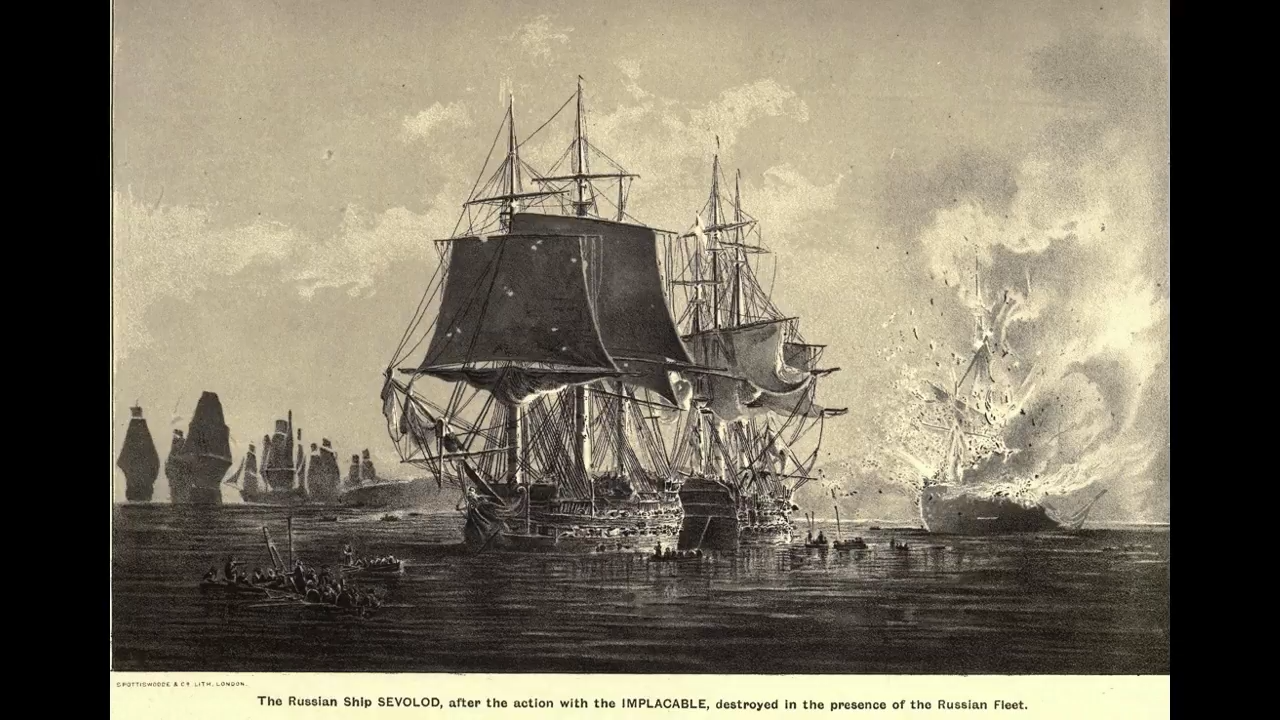 SPOTTISWOODE & Co. LITH. LONDON.
The Russian Ship SEVOLOD, after the action with the IMPLACABLE, destroyed in the presence of the Russian Fleet.